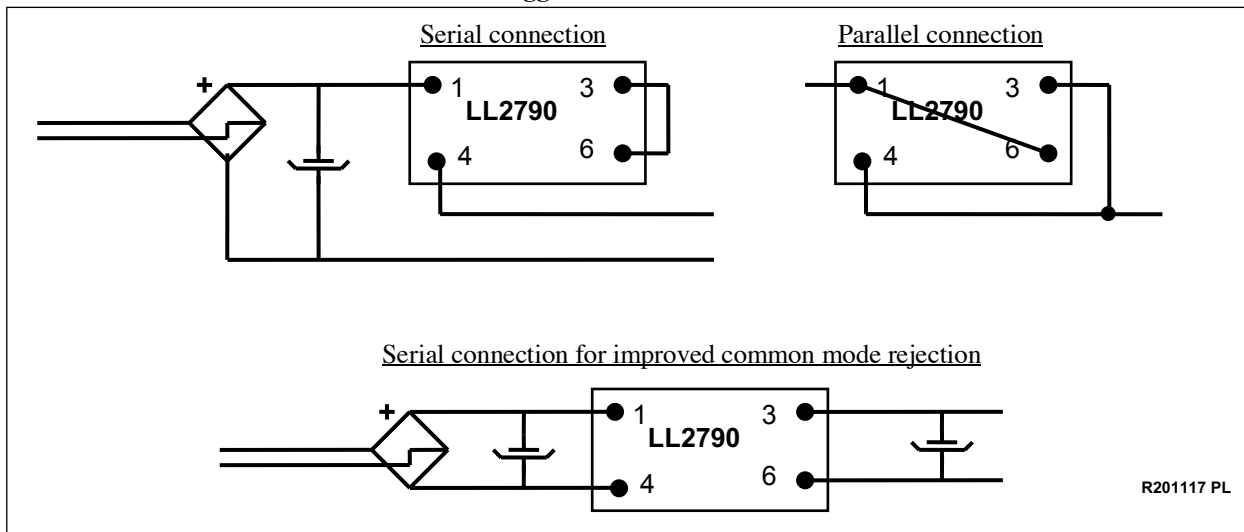 Serial connection
Parallel connection
+
1
3
LL2790
4
6
1
3
LL2790
4
6
Serial connection for improved common mode rejection
+
1
3
LL2790
4
6
R201117 PL